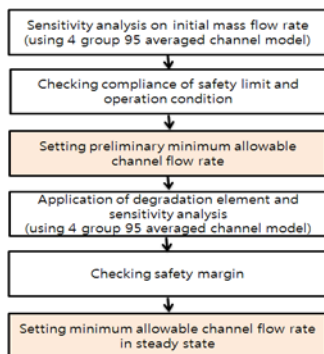 Sensitivity analysis on initial mass flow rate
(using 4 group 95 averaged channel model)
Checking compliance of safety limit and
operation condition
Setting preliminary minimum allowable
channel flow rate
Application of degradation element and
sensitivity analysis
(using 4 group 95 averaged channel model)
Checking safety margin
Setting minimum allowable channel flow rate
in steady state